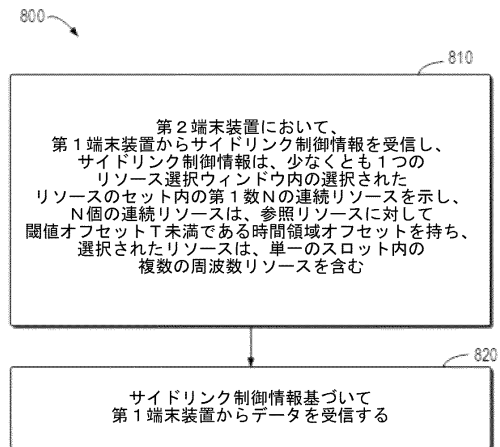 800
810
第２端末装置において、
第１端末装置からサイドリンク制御情報を受信し、
サイドリンク制御情報は、少なくとも１つの
リソース選択ウィンドウ内の選択された
リソースのセット内の第１数Ｎの連続リソースを示し、
Ｎ個の連続リソースは、参照リソースに対して
閾値オフセットＴ未満である時間領域オフセットを持ち、
選択されたリソースは、単一のスロット内の
複数の周波数リソースを含む
820
サイドリンク制御情報基づいて
第１端末装置からデータを受信する